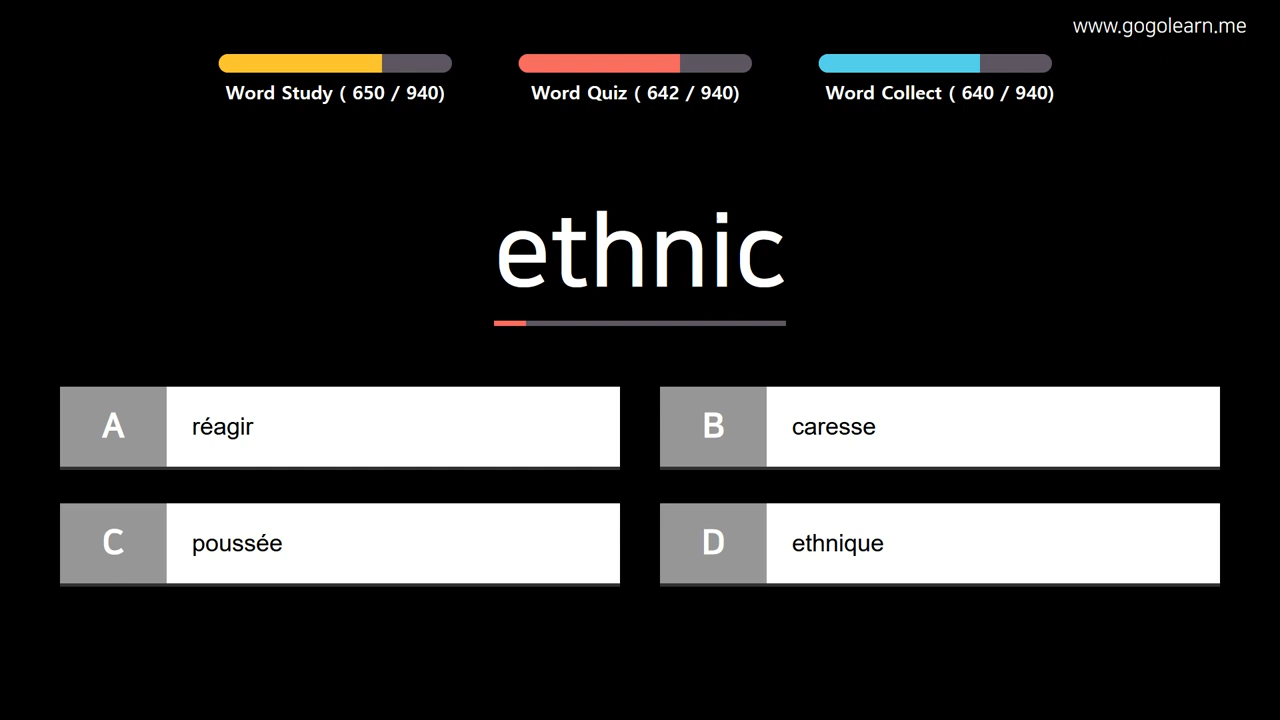 www.gogolearn.me
Word Study ( 650 / 940)
Word Quiz ( 642 / 940)
Word Collect ( 640 / 940)
ethnic
A réagir
B caresse
C poussée
D ethnique